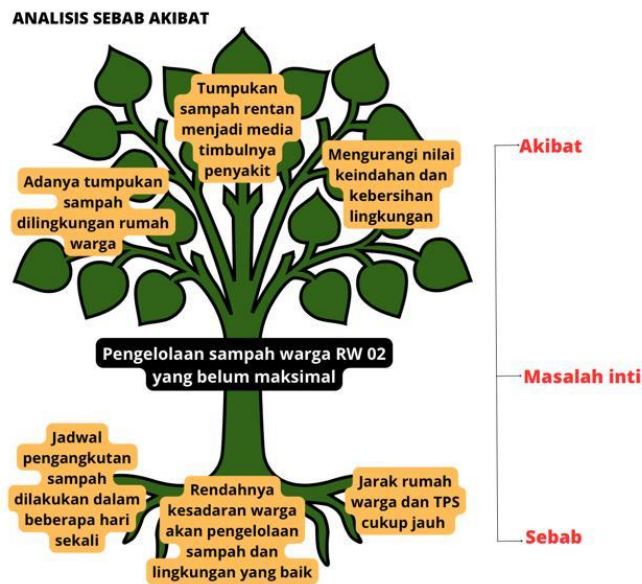 ANALISIS SEBAB AKIBAT
Tumpukan
sampah rentan
menjadi media
timbulnya
penyakit
Mengurangi nilai
keindahan dan
kebersihan
lingkungan
Adanya tumpukan
sampah
dilingkungan rumah
warga
Akibat
Pengelolaan sampah warga RW 02
yang belum maksimal
Masalah inti
Jadwal
pengangkutan
sampah
dilakukan dalam
beberapa hari
sekali
Rendahnya
kesadaran warga
akan pengelolaan
sampah dan
lingkungan yang baik
Jarak rumah
warga dan TPS
cukup jauh
Sebab